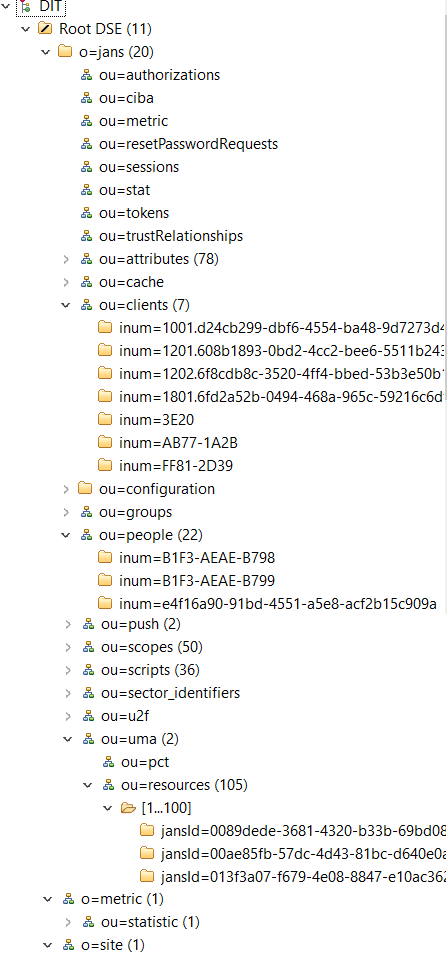 DIT
Root DSE (11)
o=jans (20)
ou=authorizations
ou=ciba
ou=metric
ou=resetPasswordRequests
ou=sessions
ou=stat
ou=tokens
ou=trustRelationships
ou=attributes (78)
ou=cache
ou=clients (7)
inum=1001.d24cb299-dbf6-4554-ba48-9d7273d4
inum=1201.608b1893-0bd2-4cc2-bee6-5511b243
inum=1202.6f8cdb8c-3520-4ff4-bbed-53b3e50b1
inum=1801.6fd2a52b-0494-468a-965c-59216c6d
inum=3E20
inum=AB77-1A2B
inum=FF81-2D39
ou=configuration
ou=groups
ou=people (22)
inum=B1F3-AEAE-B798
inum=B1F3-AEAE-B799
inum=e4f16a90-91bd-4551-a5e8-acf2b15c909a
ou=push (2)
ou=scopes (50)
ou=scripts (36)
ou=sector_identifiers
ou=u2f
ou=uma (2)
ou=pct
ou=resources (105)
[1...100]
jansId=0089dede-3681-4320-b33b-69bd08
jansId=00ae85fb-57dc-4d43-81bc-d640e0a
jansId=013f3a07-f679-4e08-8847-e10ac362
o=metric (1)
ou=statistic (1)
o=site (1)